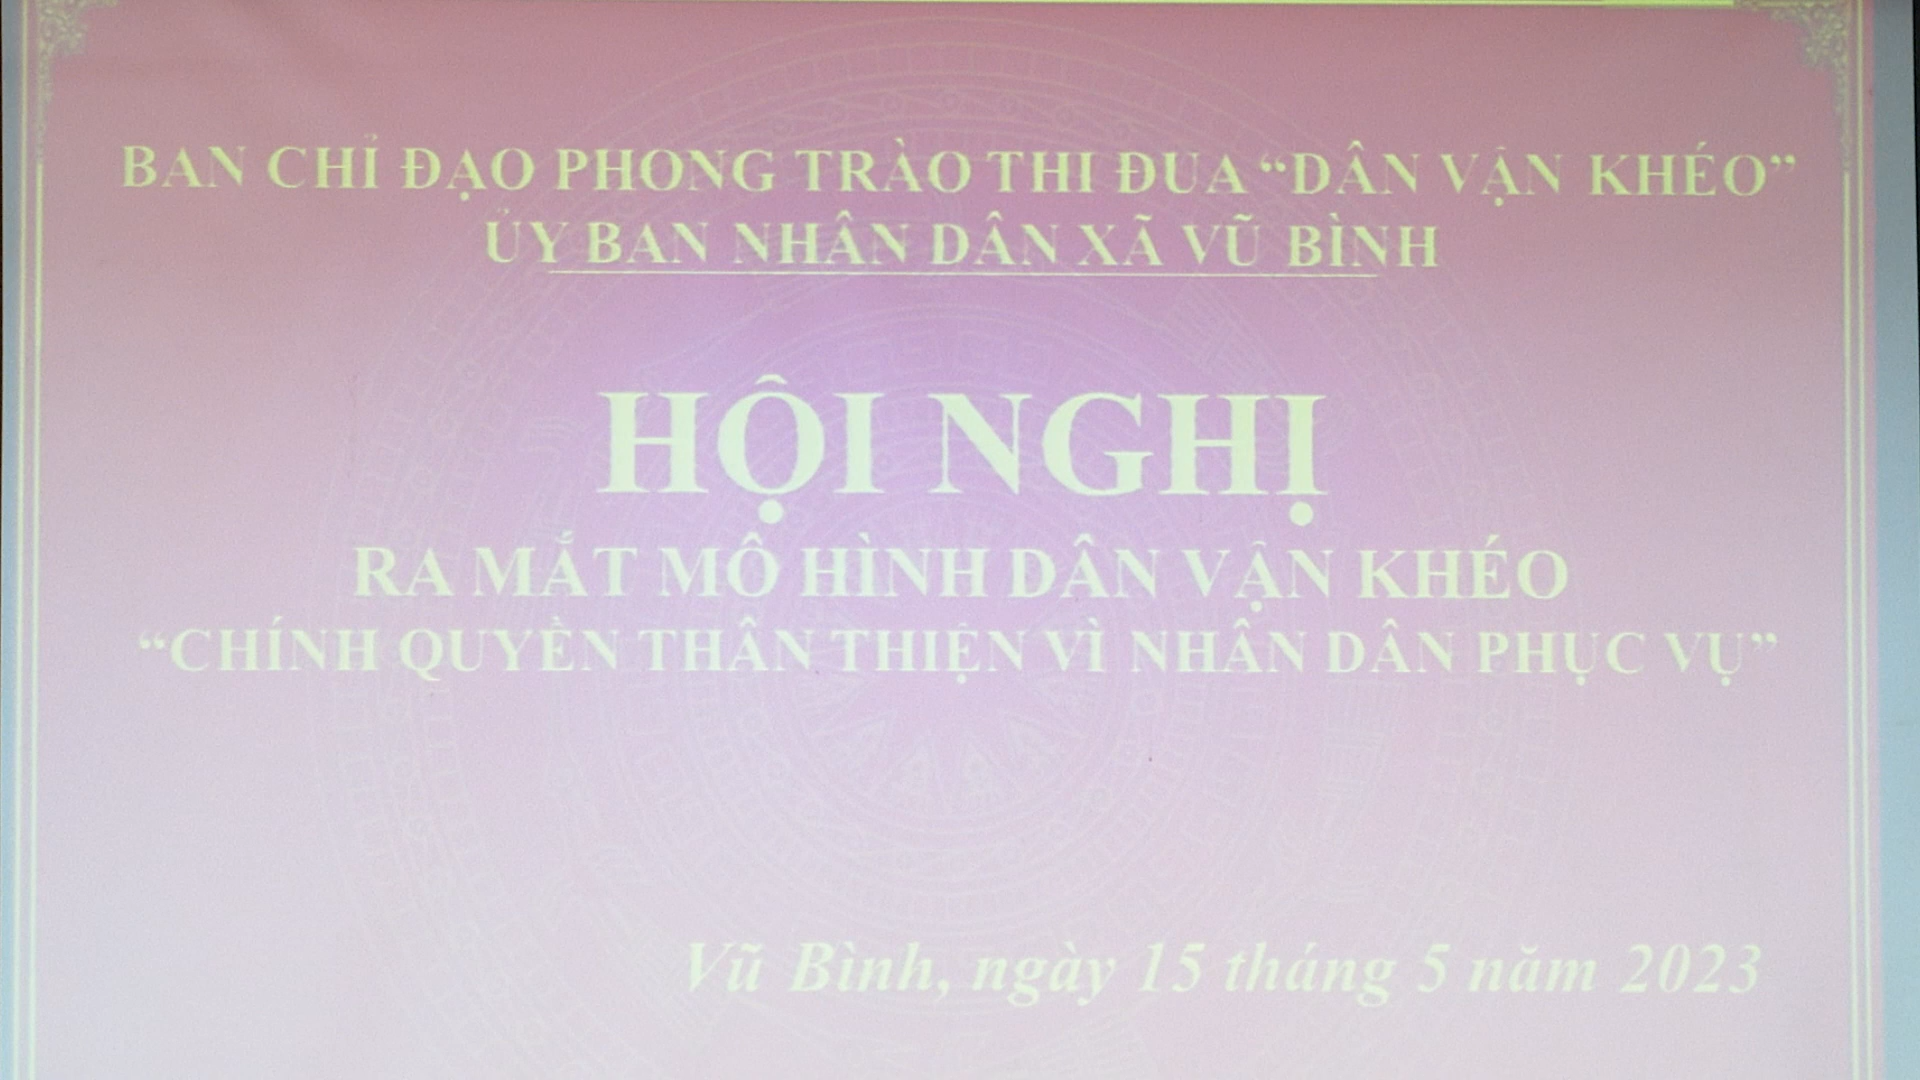 BAN CHỈ ĐẠO PHONG TRÀO THI ĐUA “DÂN VẬN KHÉO”
ỦY BAN NHÂN DÂN XÃ VŨ BÌNH
HỘI NGHỊ
RA MẮT MÔ HÌNH DÂN VẬN KHÉO
“CHÍNH QUYỀN THÂN THIỆN VÌ NHÂN DÂN PHỤC VỤ”
Vũ Bình, ngày 15 tháng 5 năm 2023